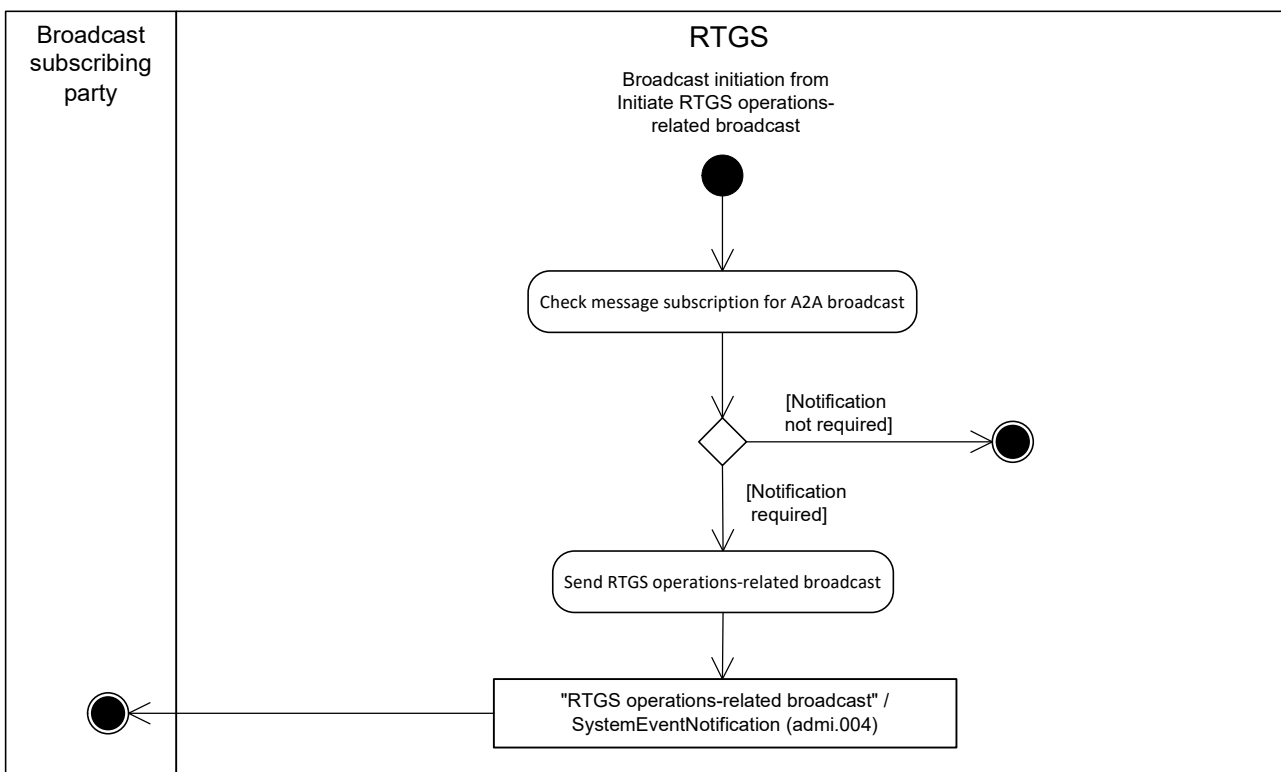 Broadcast
subscribing
party
RTGS
Broadcast initiation from
Initiate RTGS operations-
related broadcast
Check message subscription for A2A broadcast
[Notification
not required]
[Notification
required]
Send RTGS operations-related broadcast
"RTGS operations-related broadcast" /
SystemEventNotification (admi.004)